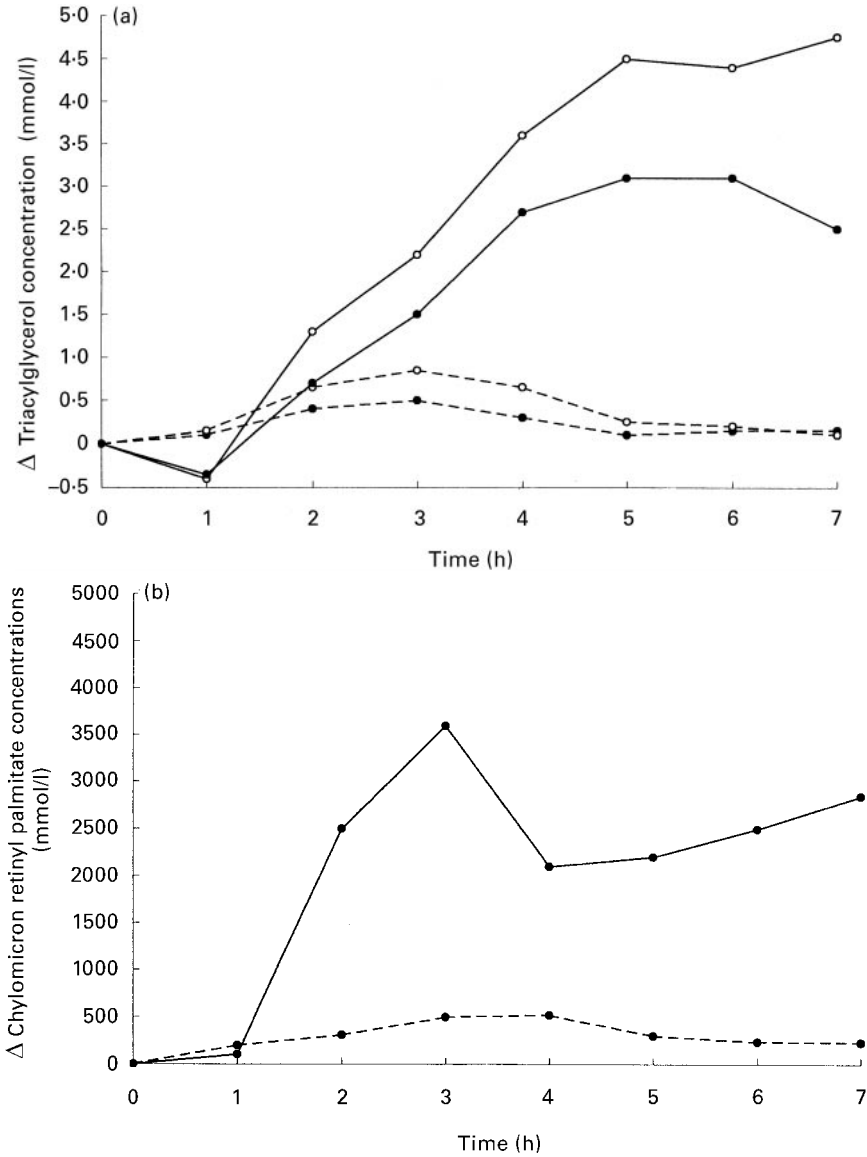 (a)
Δ Triacylglycerol concentration (mmol/l)
5·0
4·5
4·0
3·5
3·0
2·5
2·0
1·5
1·0
0·5
0
–0·5
0 1 2 3 4 5 6 7
Time (h)
(b)
Δ Chylomicron retinyl palmitate concentrations
(mmol/l)
5000
4500
4000
3500
3000
2500
2000
1500
1000
500
0
0 1 2 3 4 5 6 7
Time (h)